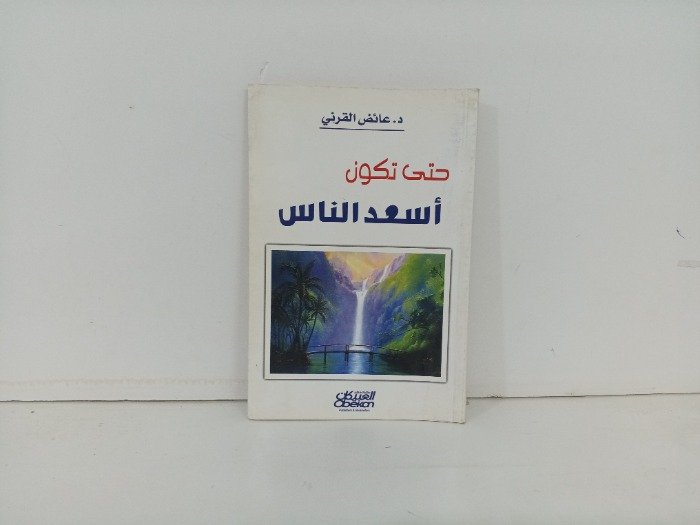 د. عائض القرني
حتى تكون
أسعد الناس
العبيكان
Obeikan